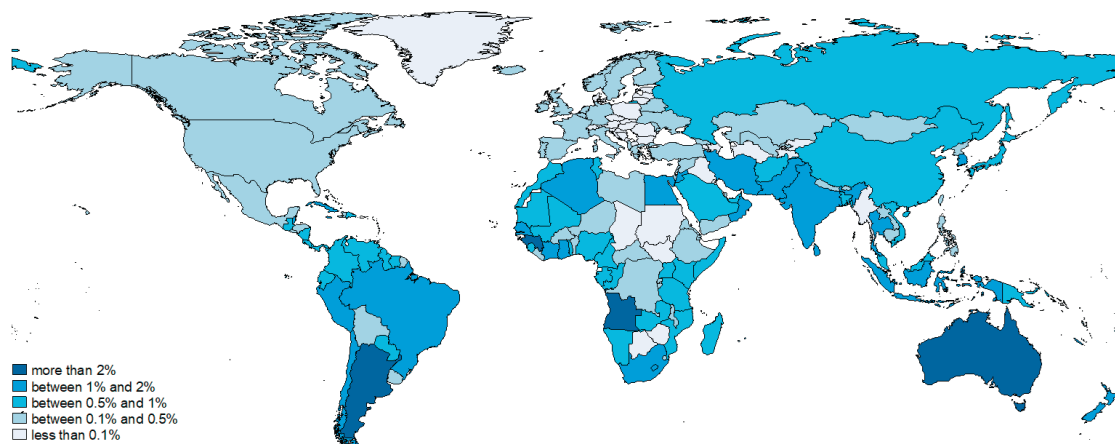 more than 2%
between 1% and 2%
between 0.5% and 1%
between 0.1% and 0.5%
less than 0.1%